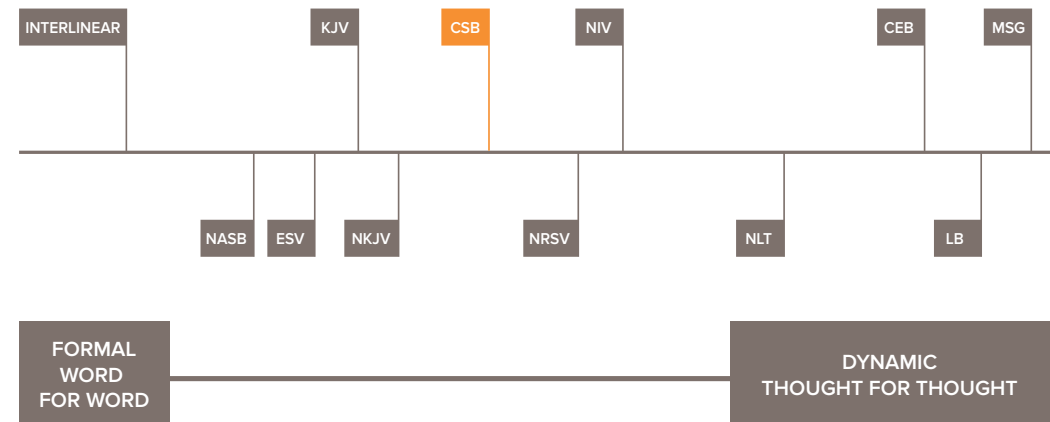 INTERLINEAR
KJV
CSB
NIV
CEB
MSG
NASB
ESV
NKJV
NRSV
NLT
LB
FORMAL
WORD
FOR WORD
DYNAMIC
THOUGHT FOR THOUGHT